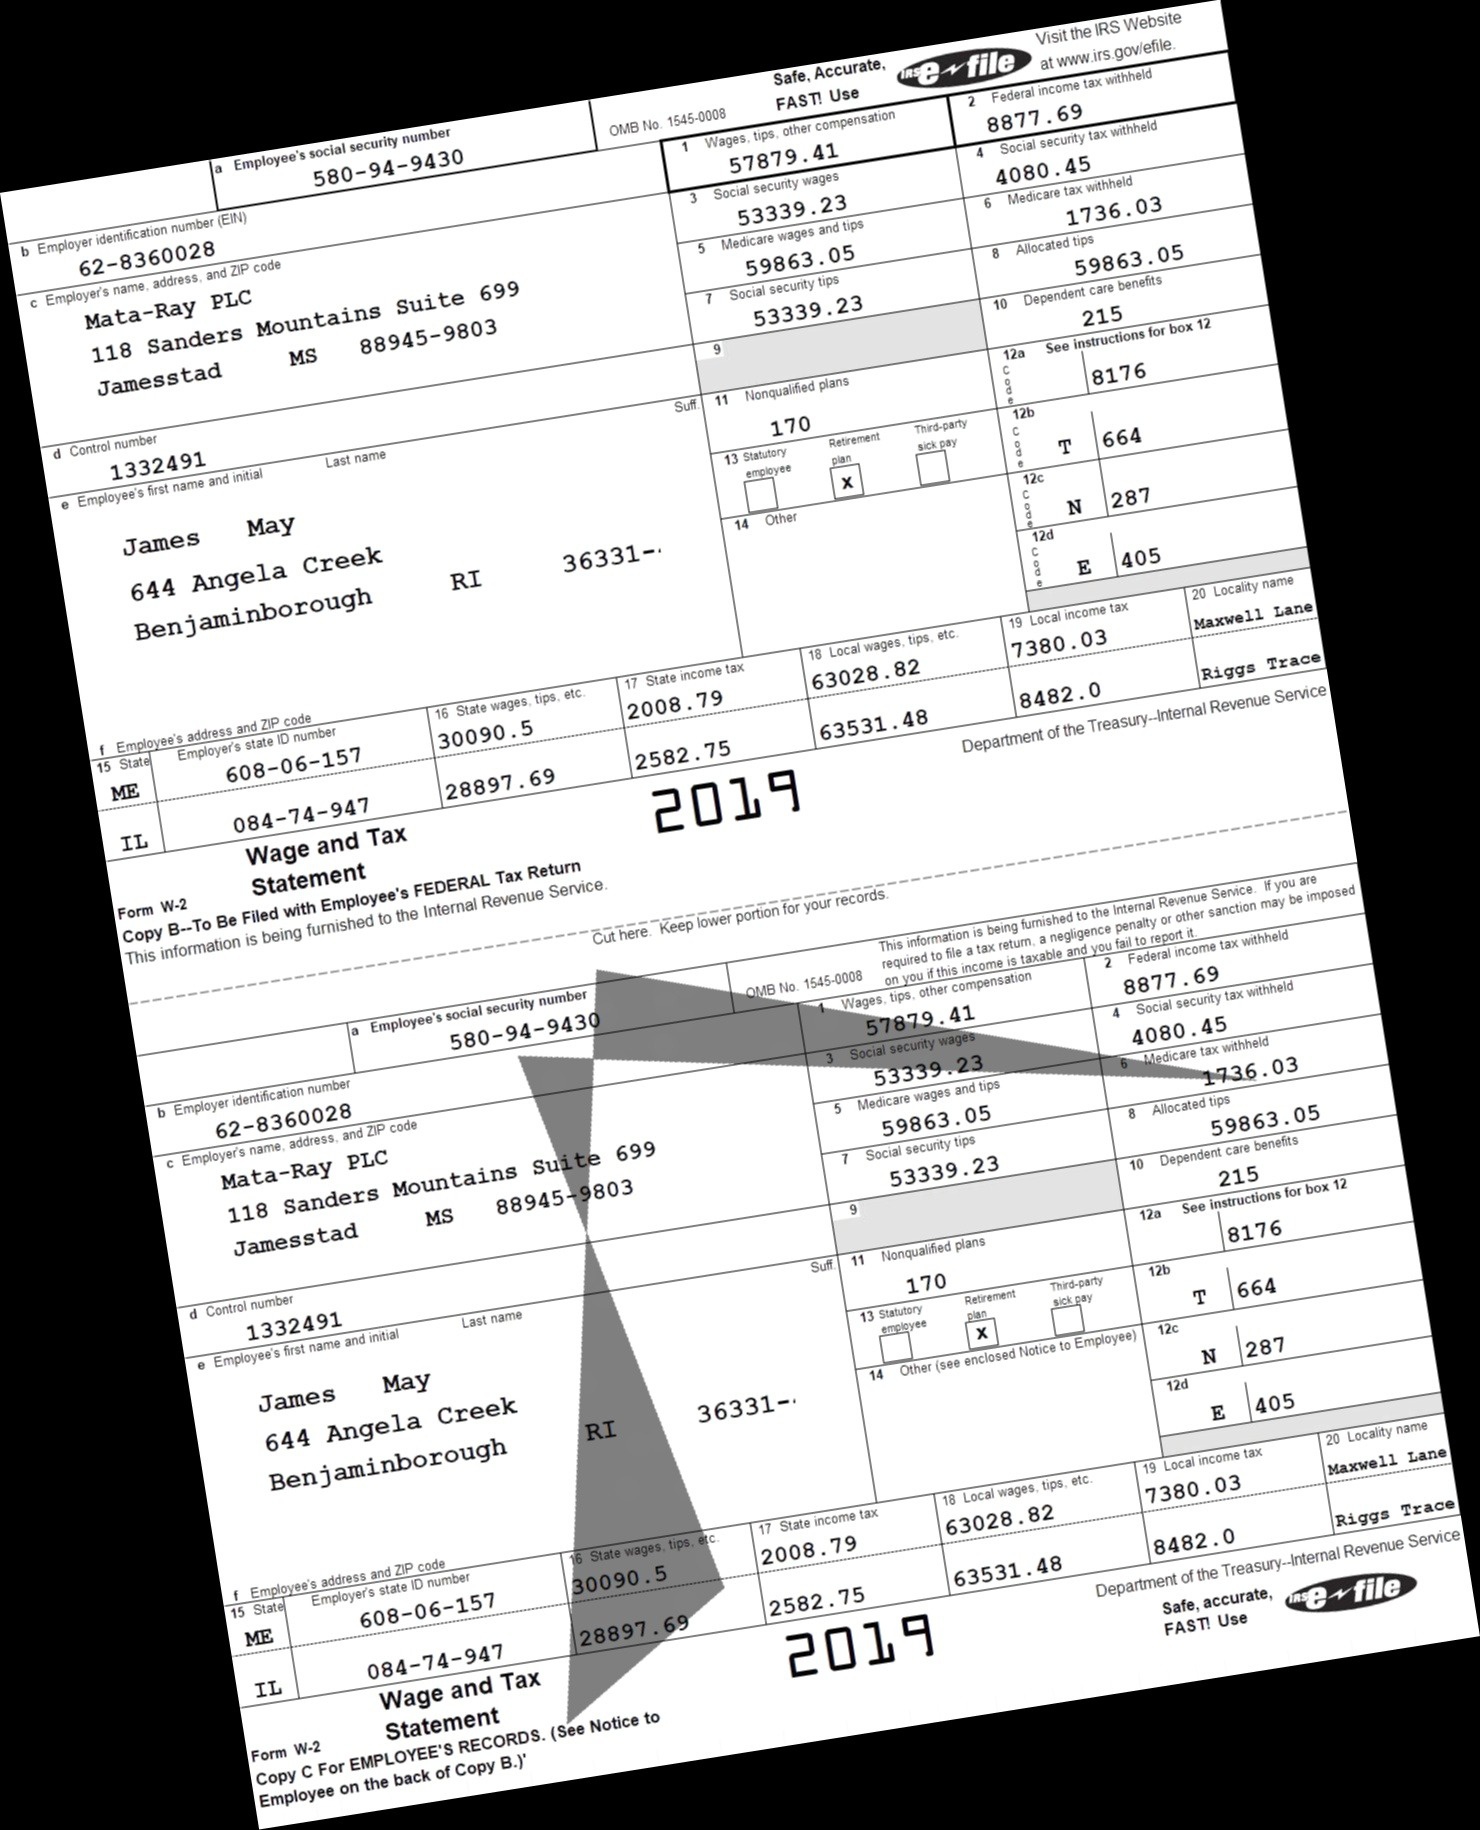 Safe, Accurate, FAST! Use IRS e-file Visit the IRS Website at www.irs.gov/efile.
a Employee's social security number OMB No. 1545-0008
580-94-9430
1 Wages, tips, other compensation 2 Federal income tax withheld
57879.41 8877.69
b Employer identification number (EIN) 3 Social security wages 4 Social security tax withheld
62-8360028 53339.23 4080.45
c Employer's name, address, and ZIP code 5 Medicare wages and tips 6 Medicare tax withheld
Mata-Ray PLC 59863.05 1736.03
118 Sanders Mountains Suite 699 7 Social security tips 8 Allocated tips
Jamesstad MS 88945-9803 53339.23 59863.05
9 10 Dependent care benefits
215
d Control number 11 Nonqualified plans 12a See instructions for box 12
1332491 170 Code 8176
e Employee's first name and initial Last name Suff.
13 Statutory employee Retirement plan Third-party sick pay 12b
x Code T 664
James May 14 Other 12c
644 Angela Creek Code N 287
Benjaminborough RI 36331- 12d
Code E 405
f Employee's address and ZIP code
15 State Employer's state ID number 16 State wages, tips, etc. 17 State income tax 18 Local wages, tips, etc. 19 Local income tax 20 Locality name
ME 608-06-157 30090.5 2008.79 63028.82 7380.03 Maxwell Lane
IL 084-74-947 28897.69 2582.75 63531.48 8482.0 Riggs Trace
Form W-2 Wage and Tax Statement 2019 Department of the Treasury--Internal Revenue Service
Copy B--To Be Filed with Employee's FEDERAL Tax Return
This information is being furnished to the Internal Revenue Service.
Cut here. Keep lower portion for your records.
This information is being furnished to the Internal Revenue Service. If you are
required to file a tax return, a negligence penalty or other sanction may be imposed
on you if this income is taxable and you fail to report it.
a Employee's social security number OMB No. 1545-0008
580-94-9430
1 Wages, tips, other compensation 2 Federal income tax withheld
57879.41 8877.69
b Employer identification number 3 Social security wages 4 Social security tax withheld
62-8360028 53339.23 4080.45
c Employer's name, address, and ZIP code 5 Medicare wages and tips 6 Medicare tax withheld
Mata-Ray PLC 59863.05 1736.03
118 Sanders Mountains Suite 699 7 Social security tips 8 Allocated tips
Jamesstad MS 88945-9803 53339.23 59863.05
9 10 Dependent care benefits
215
d Control number 11 Nonqualified plans 12a See instructions for box 12
1332491 170 8176
e Employee's first name and initial Last name Suff.
13 Statutory employee Retirement plan Third-party sick pay 12b
x T 664
James May 14 Other (see enclosed Notice to Employee) 12c
644 Angela Creek N 287
Benjaminborough RI 36331- 12d
E 405
f Employee's address and ZIP code
15 State Employer's state ID number 16 State wages, tips, etc. 17 State income tax 18 Local wages, tips, etc. 19 Local income tax 20 Locality name
ME 608-06-157 30090.5 2008.79 63028.82 7380.03 Maxwell Lane
IL 084-74-947 28897.69 2582.75 63531.48 8482.0 Riggs Trace
Form W-2 Wage and Tax Statement 2019 Department of the Treasury--Internal Revenue Service
Safe, accurate, FAST! Use IRS e-file
Copy C For EMPLOYEE'S RECORDS. (See Notice to
Employee on the back of Copy B.)'